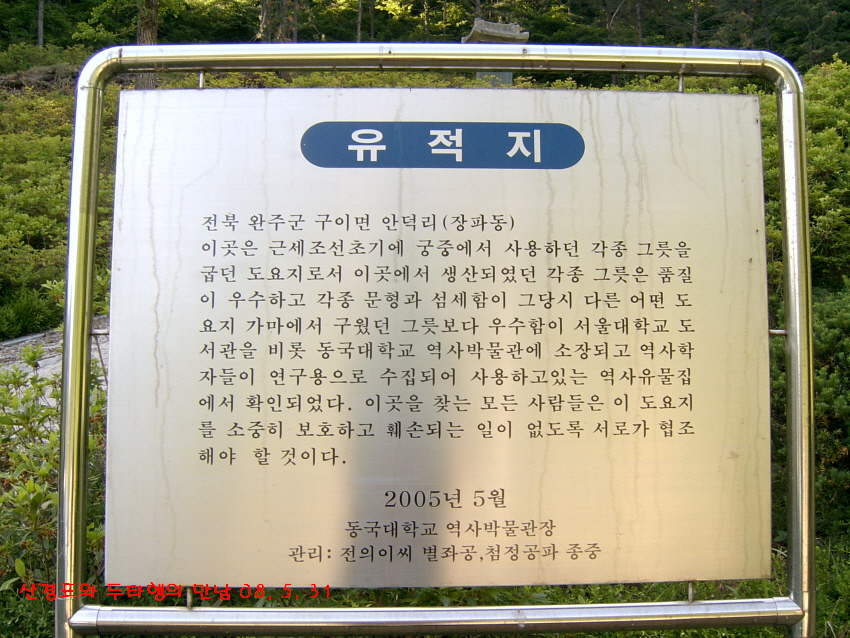 유적지
전북 완주군 구이면 안덕리(장파동)
이곳은 근세조선초기에 궁중에서 사용하던 각종 그릇을
굽던 도요지로서 이곳에서 생산되였던 각종 그릇은 품질
이 우수하고 각종 문형과 섬세함이 그당시 다른 어떤 도
요지 가마에서 구웠던 그릇보다 우수함이 서울대학교 도
서관을 비롯 동국대학교 역사박물관에 소장되고 역사학
자들이 연구용으로 수집되어 사용하고있는 역사유물집
에서 확인되었다. 이곳을 찾는 모든 사람들은 이 도요지
를 소중히 보호하고 훼손되는 일이 없도록 서로가 협조
해야 할 것이다.
2005년 5월
동국대학교 역사박물관장
관리: 전의이씨 별좌공,첨정공파 종중
산경표와 두타행의 만남 08. 5. 31